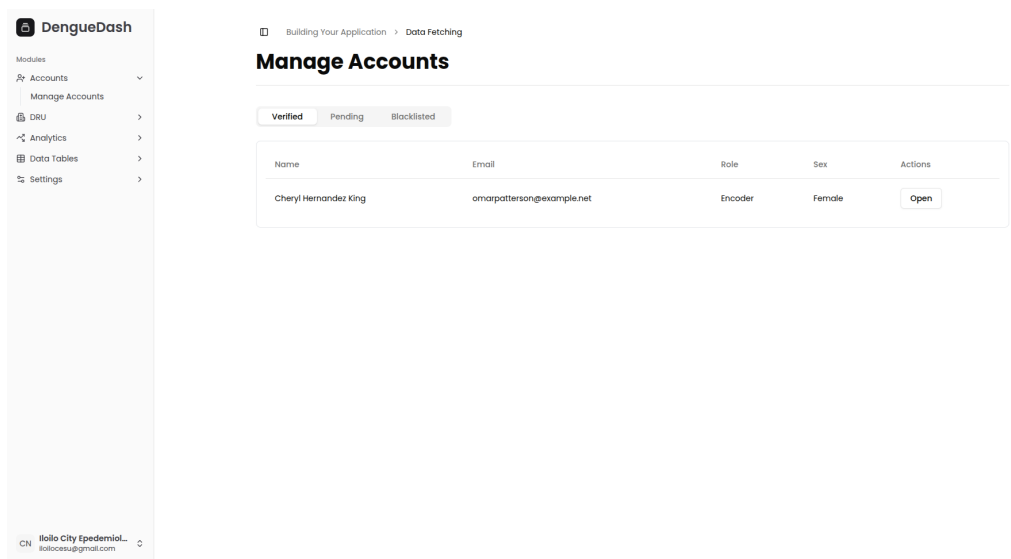 DengueDash
Modules
Accounts
Manage Accounts
DRU
Analytics
Data Tables
Settings
CN
Iloilo City Epedemiol...
iloilocesu@gmail.com
Building Your Application > Data Fetching
Manage Accounts
Verified Pending Blacklisted
Name Email Role Sex Actions
Cheryl Hernandez King omarpatterson@example.net Encoder Female Open